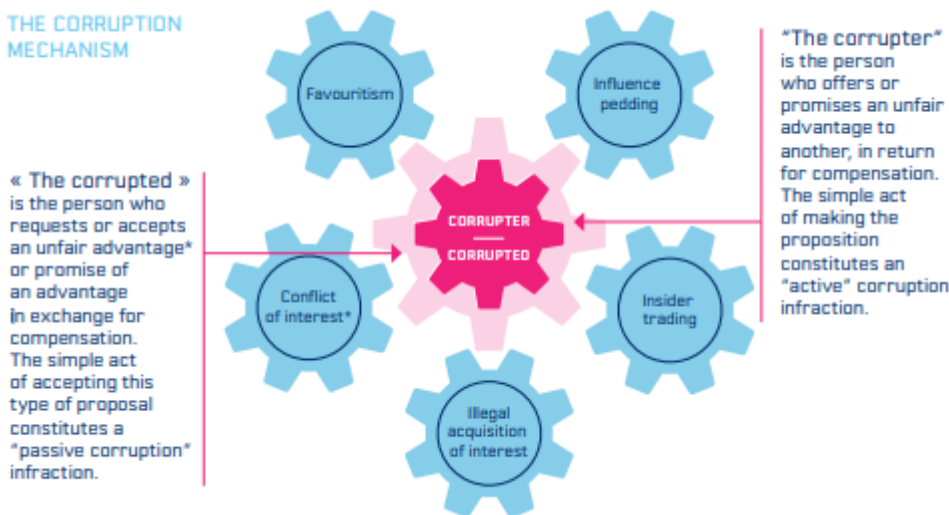 THE CORRUPTION
MECHANISM
Favouritism
Influence
pedding
"The corrupter"
is the person
who offers or
promises an unfair
advantage to
another, in return
for compensation.
The simple act
of making the
proposition
constitutes an
"active" corruption
infraction.
« The corrupted »
is the person who
requests or accepts
an unfair advantage*
or promise of
an advantage
in exchange for
compensation.
The simple act
of accepting this
type of proposal
constitutes a
"passive corruption"
infraction.
CORRUPTER
CORRUPTED
Conflict
of interest*
Insider
trading
Illegal
acquisition
of interest